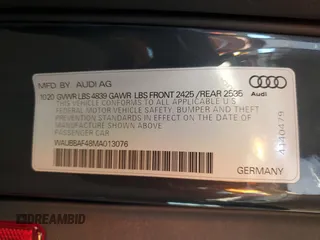 MFD. BY AUDI AG
10.20 GVWR LBS 4839 GAWR LBS FRONT 2425 /REAR 2535
THIS VEHICLE CONFORMS TO ALL APPLICABLE
FEDERAL MOTOR VEHICLE SAFETY, BUMPER AND THEFT
PREVENTION STANDARDS IN EFFECT ON THE DATE OF
MANUFACTURE SHOWN ABOVE.
PASSENGER CAR
WAUBBAF48MA013076
Audi
GERMANY
DREAMBID